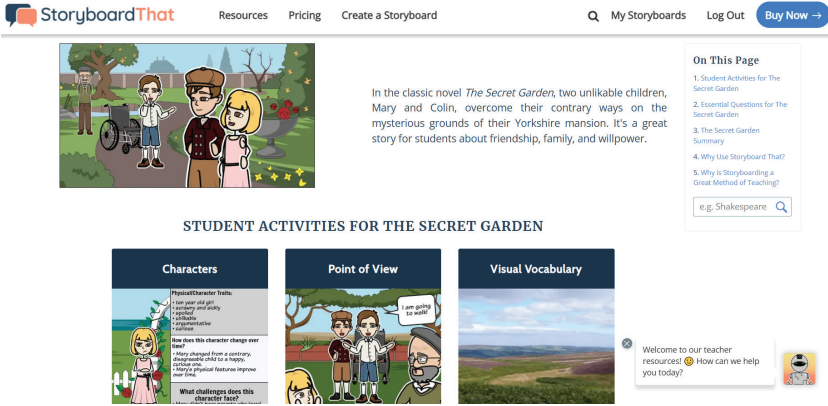 StoryboardThat
Resources
Pricing
Create a Storyboard
My Storyboards
Log Out
Buy Now →
In the classic novel The Secret Garden, two unlikable children,
Mary and Colin, overcome their contrary ways on the
mysterious grounds of their Yorkshire mansion. It's a great
story for students about friendship, family, and willpower.
On This Page
1. Student Activities for The
Secret Garden
2. Essential Questions for The
Secret Garden
3. The Secret Garden
Summary
4. Why Use Storyboard That?
5. Why is Storyboarding a
Great Method of Teaching?
e.g. Shakespeare
STUDENT ACTIVITIES FOR THE SECRET GARDEN
Characters
Physical/Character Traits:
• ten year old girl
• scrawny and sickly
• spoiled
• unlikable
• argumentative
• curious
How does this character change over
time?
• Mary changed from a contrary,
disagreeable child to a happy,
curious one.
• Mary's physical features improve
over time.
What challenges does this
character face?
Point of View
I am going
to walk!
Visual Vocabulary
Welcome to our teacher
resources! 🙂 How can we help
you today?